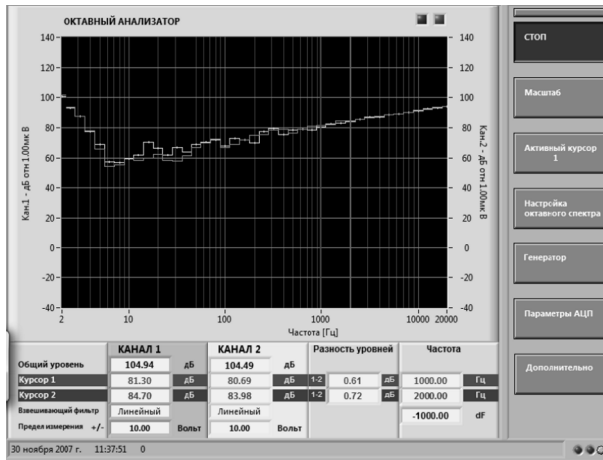 ОКТАВНЫЙ АНАЛИЗАТОР
140 120 100 80 60 40 20 0 -20 -40
Кан.1 - дБ отн 1.00мк В
140 120 100 80 60 40 20 0 -20 -40
Кан.2 - дБ отн 1.00мк В
2 10 100 1000 10000 20000
Частота [Гц]
КАНАЛ 1 КАНАЛ 2 Разность уровней Частота
Общий уровень 104.94 дБ 104.49 дБ
Курсор 1 81.30 дБ 80.69 дБ 1-2 0.61 дБ 1000.00 Гц
Курсор 2 84.70 дБ 83.98 дБ 1-2 0.72 дБ 2000.00 Гц
Взвешивающий фильтр Линейный Линейный -1000.00 dF
Предел измерения +/- 10.00 Вольт 10.00 Вольт
30 ноября 2007 г. 11:37:51 0
СТОП
Масштаб
Активный курсор
1
Настройка
октавного спектра
Генератор
Параметры АЦП
Дополнительно